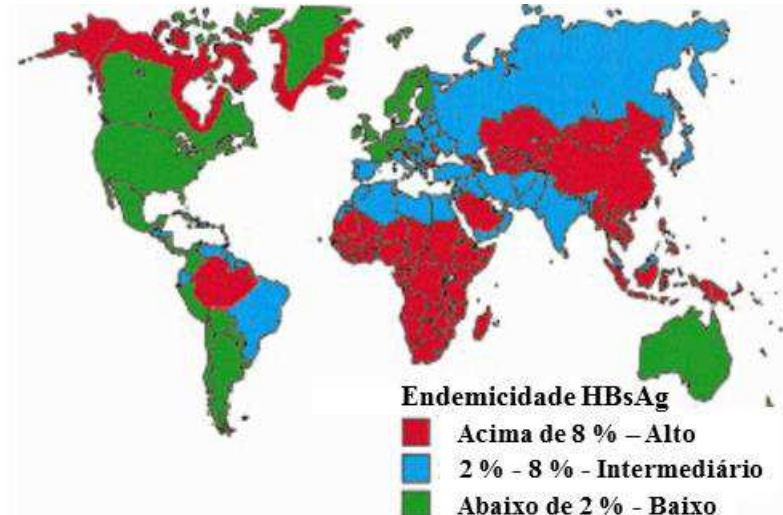 Endemicidade HBsAg
Acima de 8 % – Alto
2 % - 8 % - Intermediário
Abaixo de 2 % - Baixo